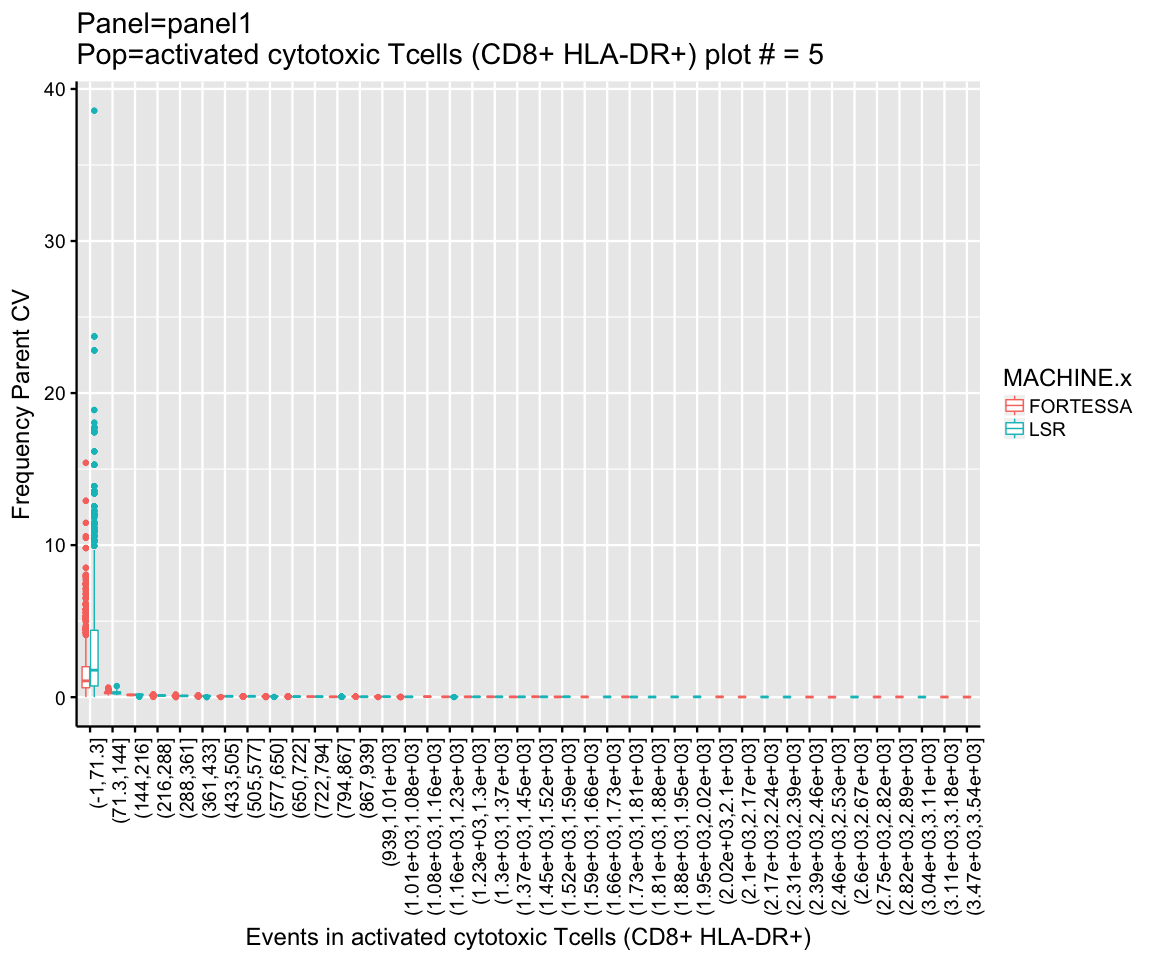 Panel=panel1
Pop=activated cytotoxic Tcells (CD8+ HLA-DR+) plot # = 5
40
30
20
10
0
Frequency Parent CV
(-1,71.3]
(71.3,144]
(144,216]
(216,288]
(288,361]
(361,433]
(433,505]
(505,577]
(577,650]
(650,722]
(722,794]
(794,867]
(867,939]
(939,1.01e+03]
(1.01e+03,1.08e+03]
(1.08e+03,1.16e+03]
(1.16e+03,1.23e+03]
(1.23e+03,1.3e+03]
(1.3e+03,1.37e+03]
(1.37e+03,1.45e+03]
(1.45e+03,1.52e+03]
(1.52e+03,1.59e+03]
(1.59e+03,1.66e+03]
(1.66e+03,1.73e+03]
(1.73e+03,1.81e+03]
(1.81e+03,1.88e+03]
(1.88e+03,1.95e+03]
(1.95e+03,2.02e+03]
(2.02e+03,2.1e+03]
(2.1e+03,2.17e+03]
(2.17e+03,2.24e+03]
(2.31e+03,2.39e+03]
(2.39e+03,2.46e+03]
(2.46e+03,2.53e+03]
(2.6e+03,2.67e+03]
(2.75e+03,2.82e+03]
(2.82e+03,2.89e+03]
(3.04e+03,3.11e+03]
(3.11e+03,3.18e+03]
(3.47e+03,3.54e+03]
Events in activated cytotoxic Tcells (CD8+ HLA-DR+)
MACHINE.x
FORTESSA
LSR